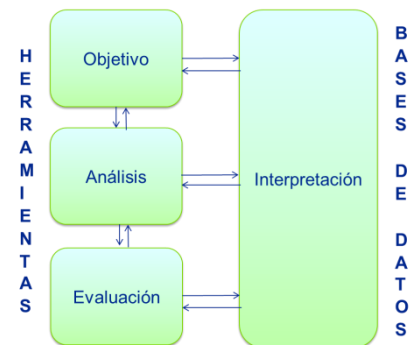 HERRAMIENTAS
Objetivo
Análisis
Evaluación
Interpretación
BASES DE DATOS